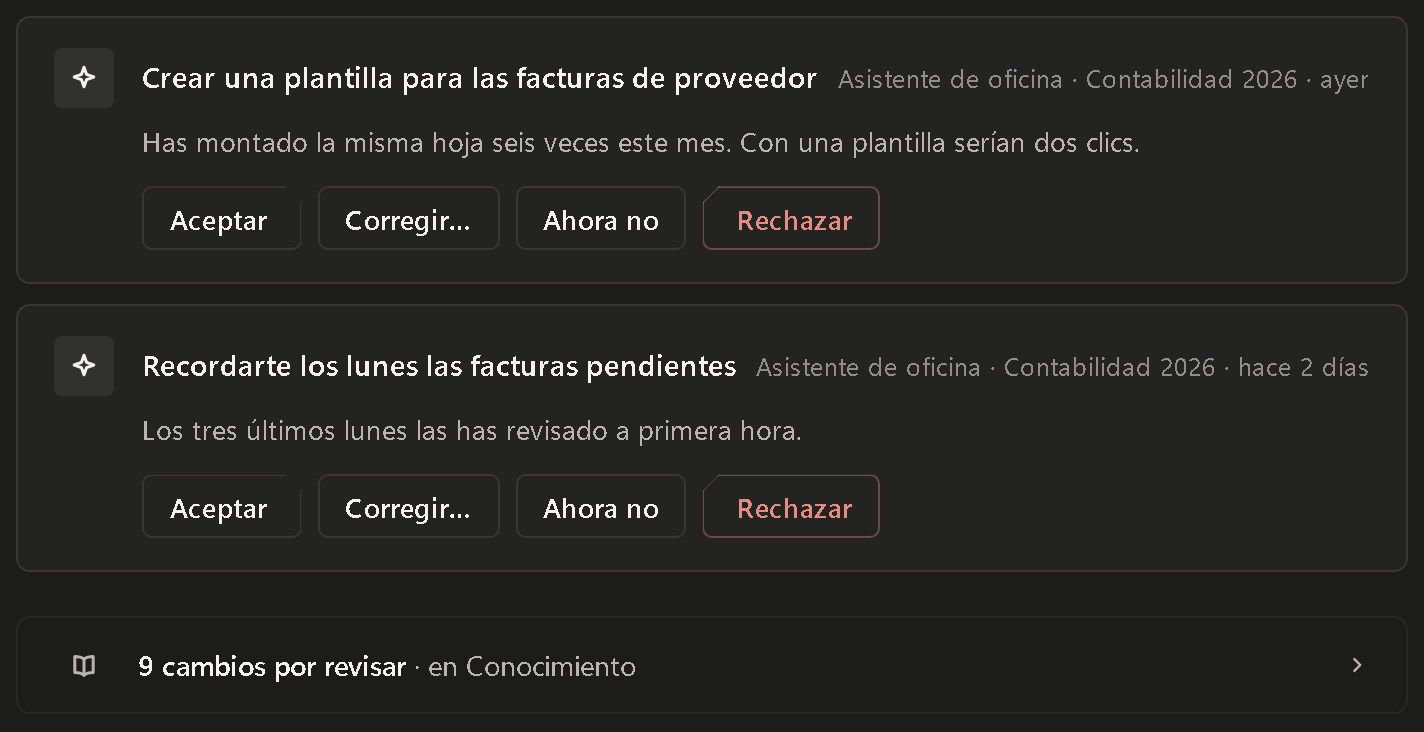 Crear una plantilla para las facturas de proveedor Asistente de oficina · Contabilidad 2026 · ayer
Has montado la misma hoja seis veces este mes. Con una plantilla serían dos clics.
Aceptar Corregir... Ahora no Rechazar
Recordarte los lunes las facturas pendientes Asistente de oficina · Contabilidad 2026 · hace 2 días
Los tres últimos lunes las has revisado a primera hora.
Aceptar Corregir... Ahora no Rechazar
9 cambios por revisar · en Conocimiento